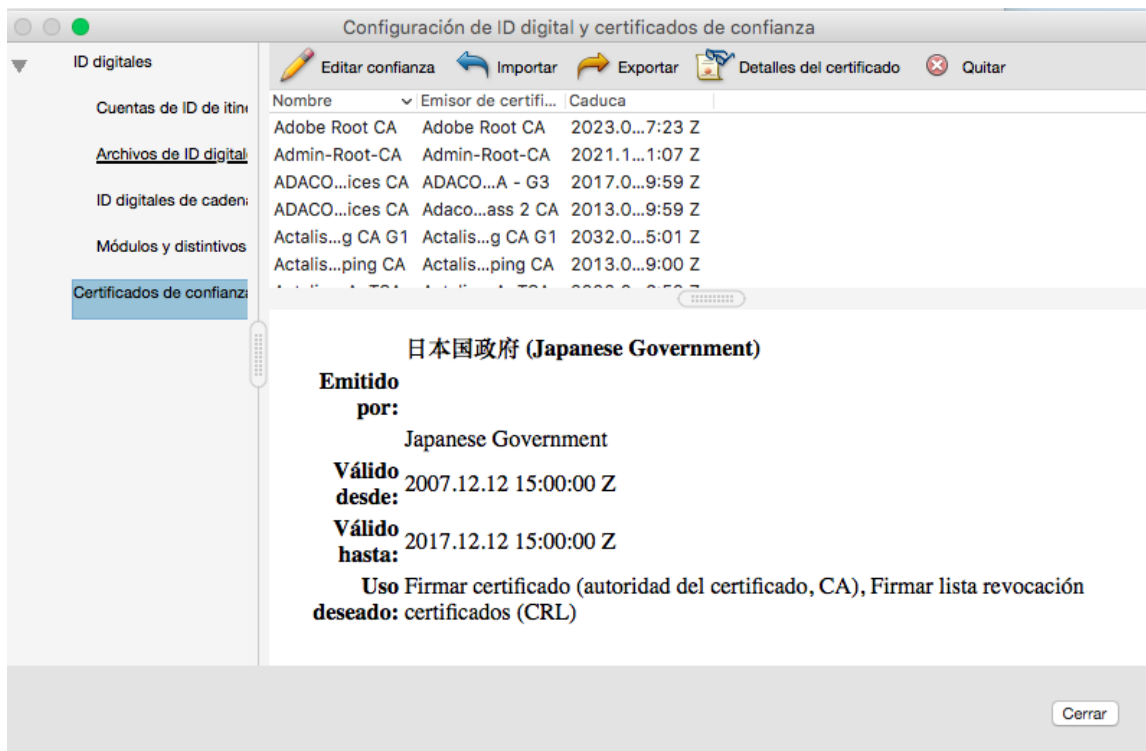 Configuración de ID digital y certificados de confianza
ID digitales
Cuentas de ID de itin
Archivos de ID digital
ID digitales de caden
Módulos y distintivos
Certificados de confianza
Editar confianza Importar Exportar Detalles del certificado Quitar
Nombre Emisor de certifi... Caduca
Adobe Root CA Adobe Root CA 2023.0...7:23 Z
Admin-Root-CA Admin-Root-CA 2021.1...1:07 Z
ADACO...ices CA ADACO...A - G3 2017.0...9:59 Z
ADACO...ices CA Adaco...ass 2 CA 2013.0...9:59 Z
Actalis...g CA G1 Actalis...g CA G1 2032.0...5:01 Z
Actalis...ping CA Actalis...ping CA 2013.0...9:00 Z
日本国政府 (Japanese Government)
Emitido
por:
Japanese Government
Válido
desde: 2007.12.12 15:00:00 Z
Válido
hasta: 2017.12.12 15:00:00 Z
Uso Firmar certificado (autoridad del certificado, CA), Firmar lista revocación
deseado: certificados (CRL)
Cerrar